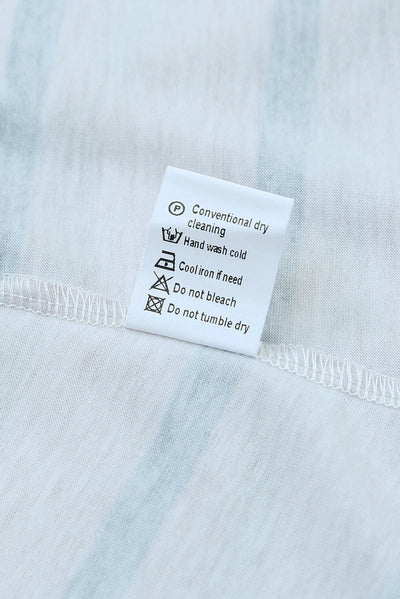 P Conventional dry
cleaning
Hand wash cold
Cool iron if need
Do not bleach
Do not tumble dry